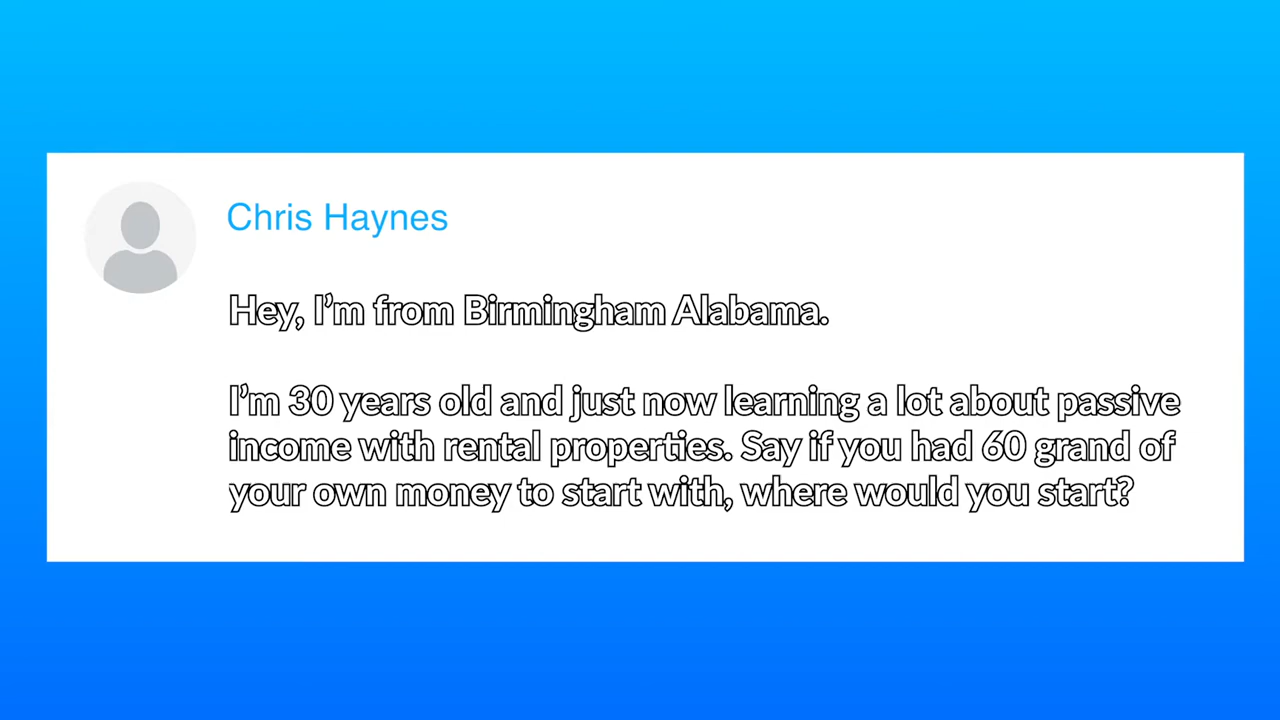 Chris Haynes
Hey, I'm from Birmingham Alabama.
I'm 30 years old and just now learning a lot about passive
income with rental properties. Say if you had 60 grand of
your own money to start with, where would you start?